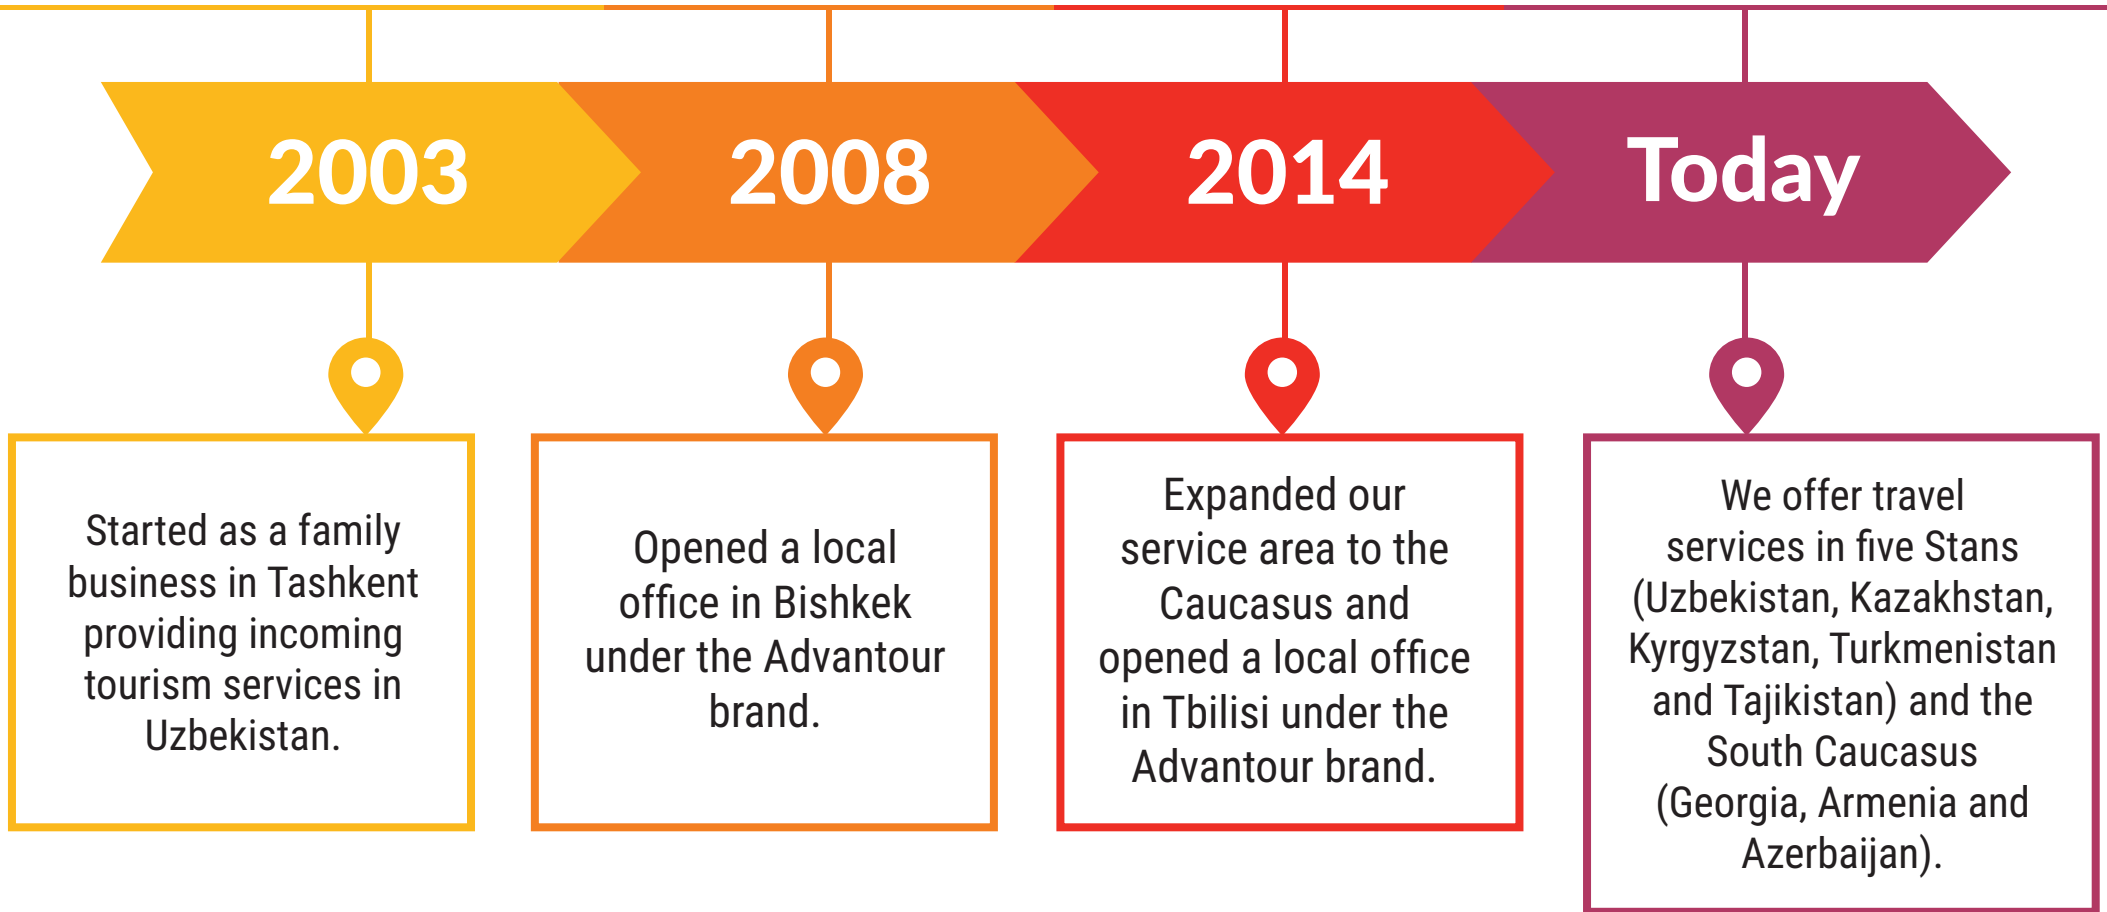 2003
2008
2014
Today
Started as a family
business in Tashkent
providing incoming
tourism services in
Uzbekistan.
Opened a local
office in Bishkek
under the Advantour
brand.
Expanded our
service area to the
Caucasus and
opened a local office
in Tbilisi under the
Advantour brand.
We offer travel
services in five Stans
(Uzbekistan, Kazakhstan,
Kyrgyzstan, Turkmenistan
and Tajikistan) and the
South Caucasus
(Georgia, Armenia and
Azerbaijan).